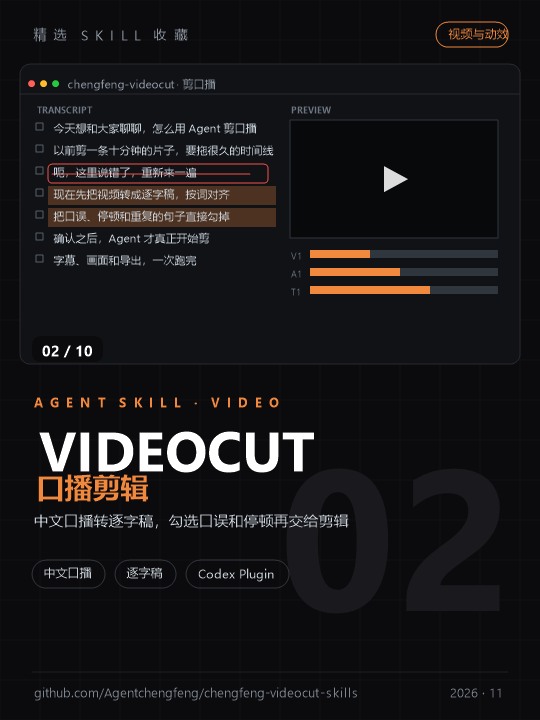 精选 SKILL 收藏
视频与动效
chengfeng-videocut · 剪口播
TRANSCRIPT
PREVIEW
今天想和大家聊聊，怎么用 Agent 剪口播
以前剪一条十分钟的片子，要拖很久的时间线
呃，这里说错了，重新来一遍
现在先把视频转成逐字稿，按词对齐
把口误、停顿和重复的句子直接勾掉
确认之后，Agent 才真正开始剪
字幕、画面和导出，一次跑完
V1
A1
T1
02 / 10
AGENT SKILL · VIDEO
VIDEOCUT
口播剪辑
02
中文口播转逐字稿，勾选口误和停顿再交给剪辑
中文口播
逐字稿
Codex Plugin
github.com/Agentchengfeng/chengfeng-videocut-skills
2026 · 11